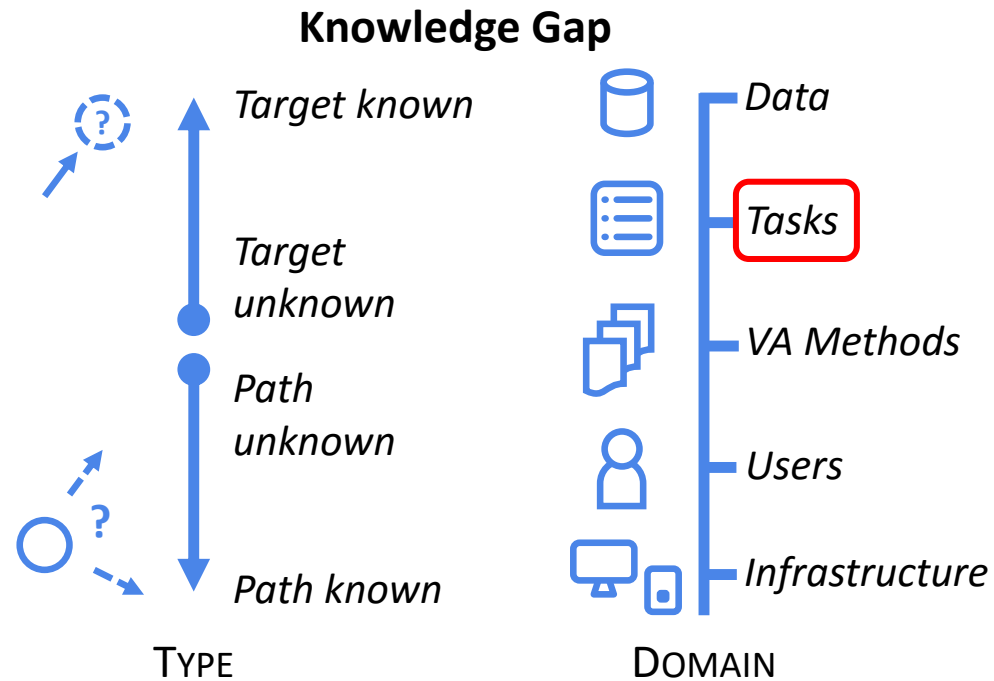 Knowledge Gap
?
Target known
Target
unknown
Path
unknown
?
Path known
TYPE
Data
Tasks
VA Methods
Users
Infrastructure
DOMAIN